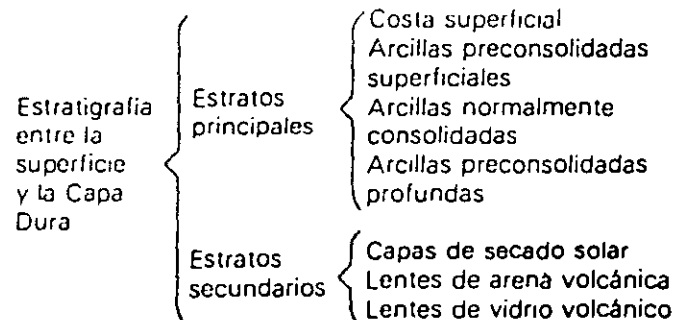 Estratigrafía
entre la
superficie
y la Capa
Dura
Estratos
principales
Costa superficial
Arcillas preconsolidadas
superficiales
Arcillas normalmente
consolidadas
Arcillas preconsolidadas
profundas
Estratos
secundarios
Capas de secado solar
Lentes de arena volcánica
Lentes de vidrio volcánico